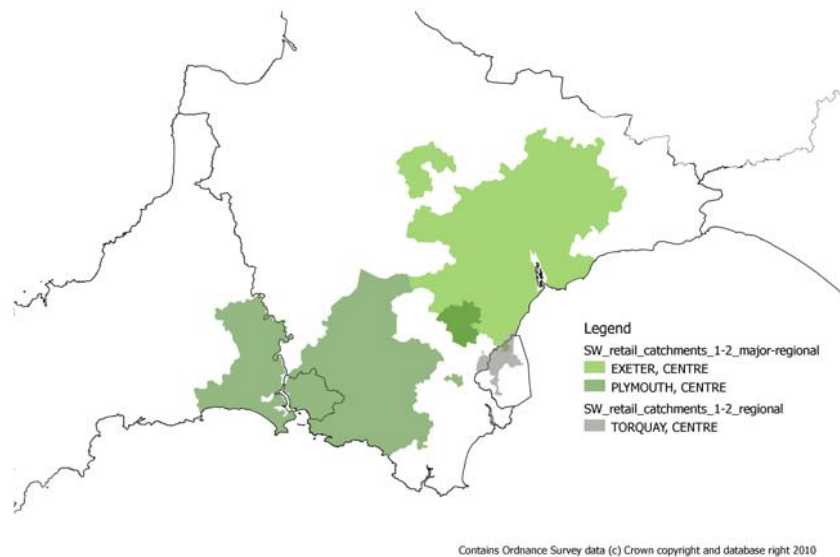 Legend
SW_retail_catchments_1-2_major-regional
EXETER, CENTRE
PLYMOUTH, CENTRE
SW_retail_catchments_1-2_regional
TORQUAY, CENTRE
Contains Ordnance Survey data (c) Crown copyright and database right 2010